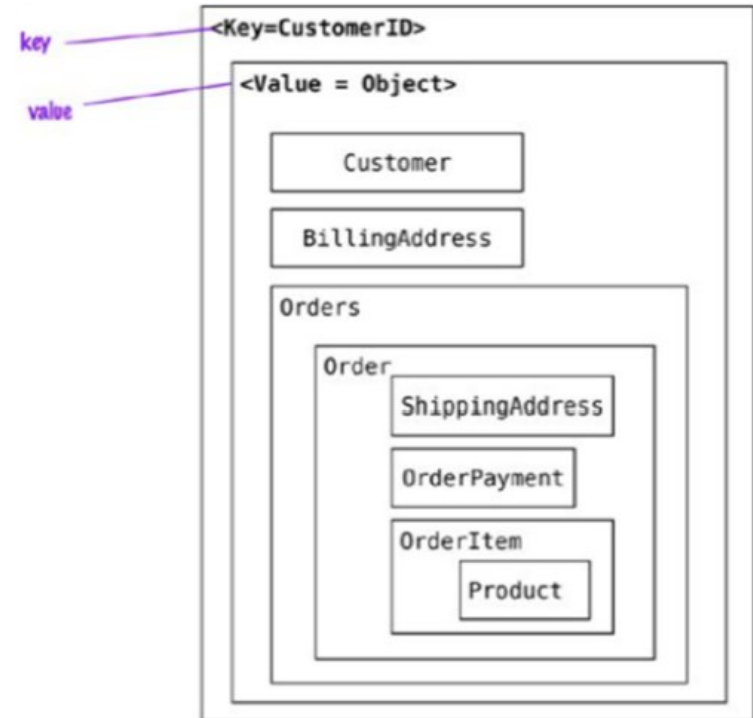 <Key=CustomerID>
key
<Value = Object>
value
Customer
BillingAddress
Orders
Order
ShippingAddress
OrderPayment
OrderItem
Product